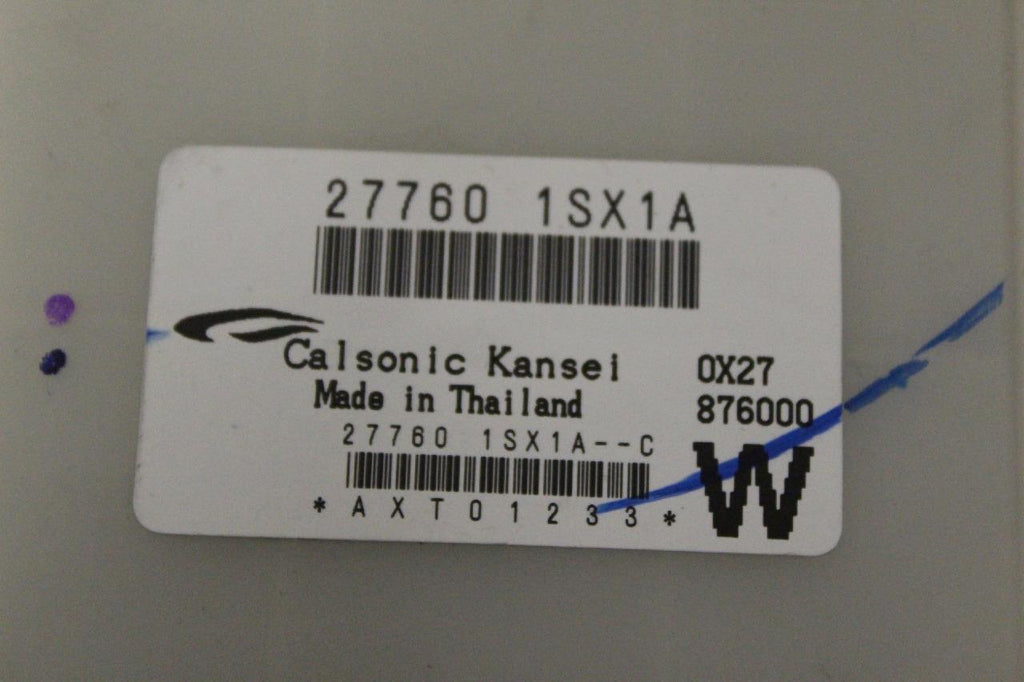 27760 1SX1A
Calsonic Kansei
Made in Thailand
0X27
876000
27760 1SX1A--C
*AXT01233*
W